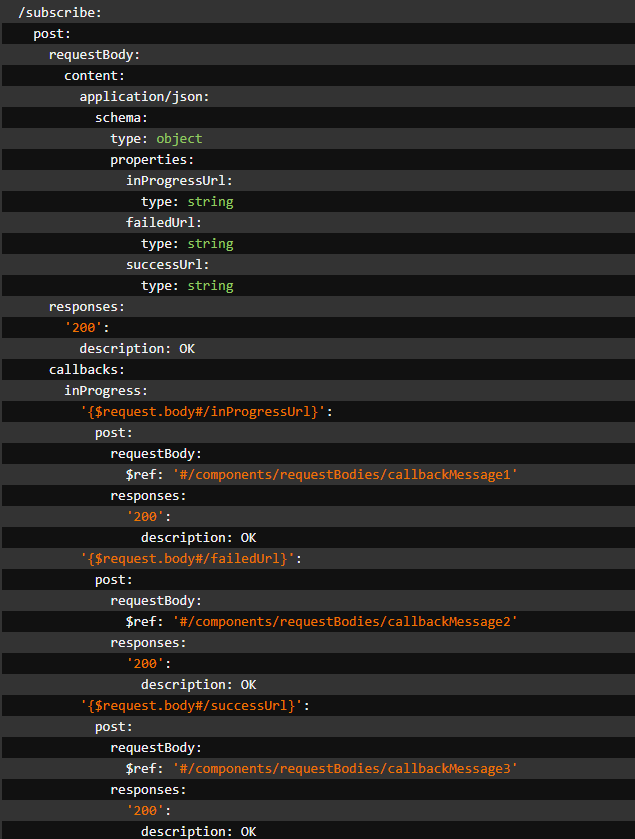 /subscribe:
  post:
    requestBody:
      content:
        application/json:
          schema:
            type: object
            properties:
              inProgressUrl:
                type: string
              failedUrl:
                type: string
              successUrl:
                type: string
    responses:
      '200':
        description: OK
    callbacks:
      inProgress:
        '{$request.body#/inProgressUrl}':
          post:
            requestBody:
              $ref: '#/components/requestBodies/callbackMessage1'
            responses:
              '200':
                description: OK
        '{$request.body#/failedUrl}':
          post:
            requestBody:
              $ref: '#/components/requestBodies/callbackMessage2'
            responses:
              '200':
                description: OK
        '{$request.body#/successUrl}':
          post:
            requestBody:
              $ref: '#/components/requestBodies/callbackMessage3'
            responses:
              '200':
                description: OK